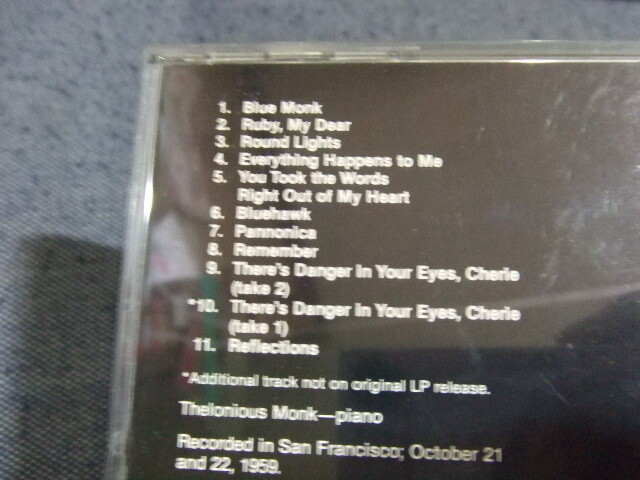 1. Blue Monk
2. Ruby, My Dear
3. Round Lights
4. Everything Happens to Me
5. You Took the Words
Right Out of My Heart
6. Bluehawk
7. Pannonica
8. Remember
9. There's Danger in Your Eyes, Cherie
(take 2)
*10. There's Danger in Your Eyes, Cherie
(take 1)
11. Reflections
*Additional track not on original LP release.
Thelonious Monk—piano
Recorded in San Francisco; October 21
and 22, 1959.